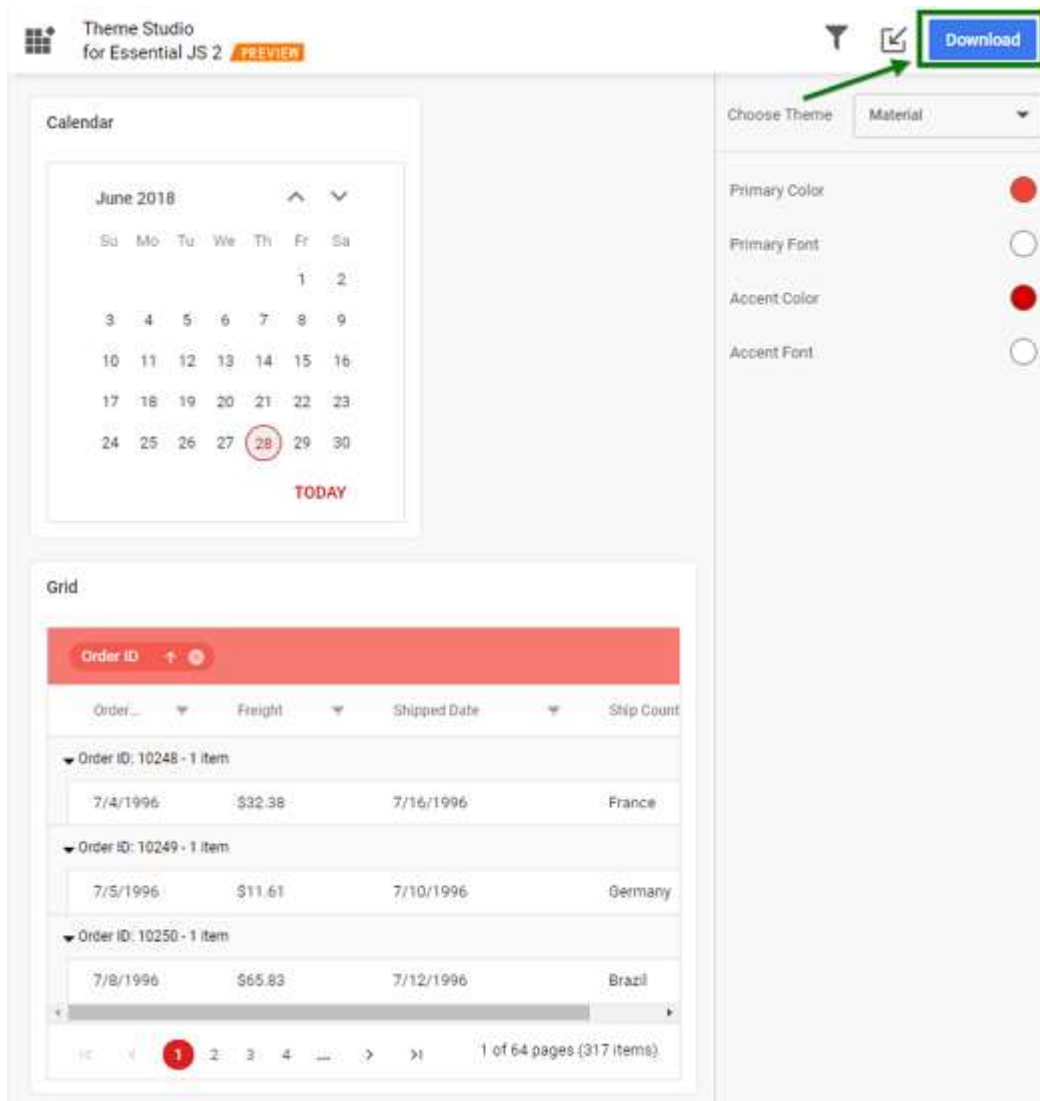 Theme Studio
for Essential JS 2 PREVIEW
Download
Calendar
Choose Theme Material
June 2018
Su Mo Tu We Th Fr Sa
1 2
3 4 5 6 7 8 9
10 11 12 13 14 15 16
17 18 19 20 21 22 23
24 25 26 27 28 29 30
TODAY
Primary Color
Primary Font
Accent Color
Accent Font
Grid
Order ID
Order... Freight Shipped Date Ship Count
Order ID: 10248 - 1 item
7/4/1996 $32.38 7/16/1996 France
Order ID: 10249 - 1 item
7/5/1996 $11.61 7/10/1996 Germany
Order ID: 10250 - 1 item
7/8/1996 $65.83 7/12/1996 Brazil
1 2 3 4 ... 1 of 64 pages (317 items)